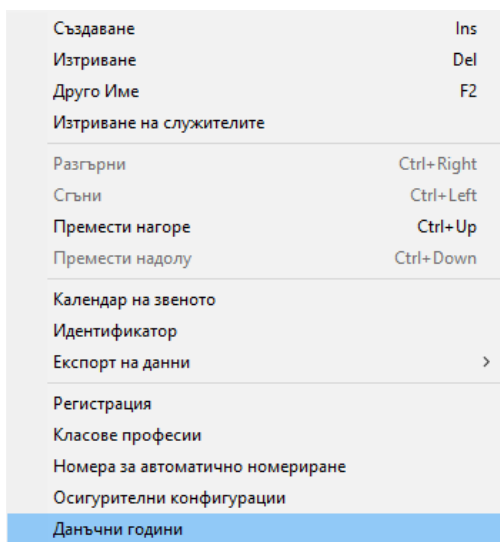 Създаване Ins
Изтриване Del
Друго Име F2
Изтриване на служителите
Разгърни Ctrl+Right
Сгъни Ctrl+Left
Премести нагоре Ctrl+Up
Премести надолу Ctrl+Down
Календар на звеното
Идентификатор
Експорт на данни >
Регистрация
Класове професии
Номера за автоматично номериране
Осигурителни конфигурации
Данъчни години